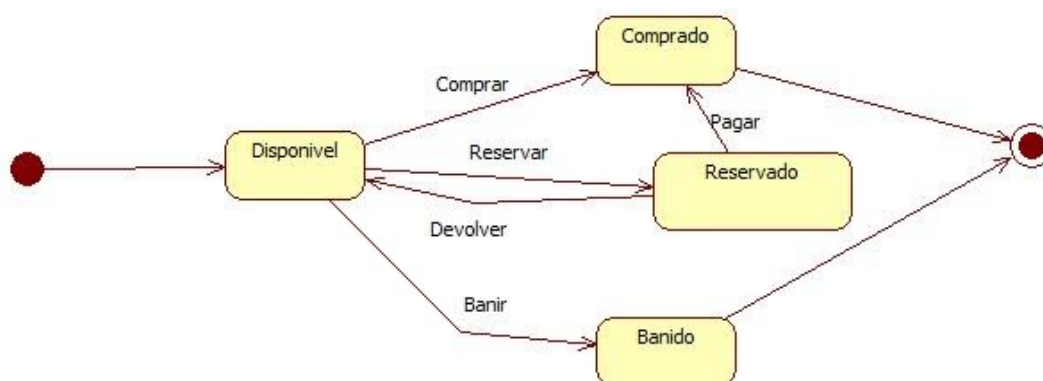 Comprado
Comprar
Pagar
Disponivel
Reservar
Reservado
Devolver
Banir
Banido